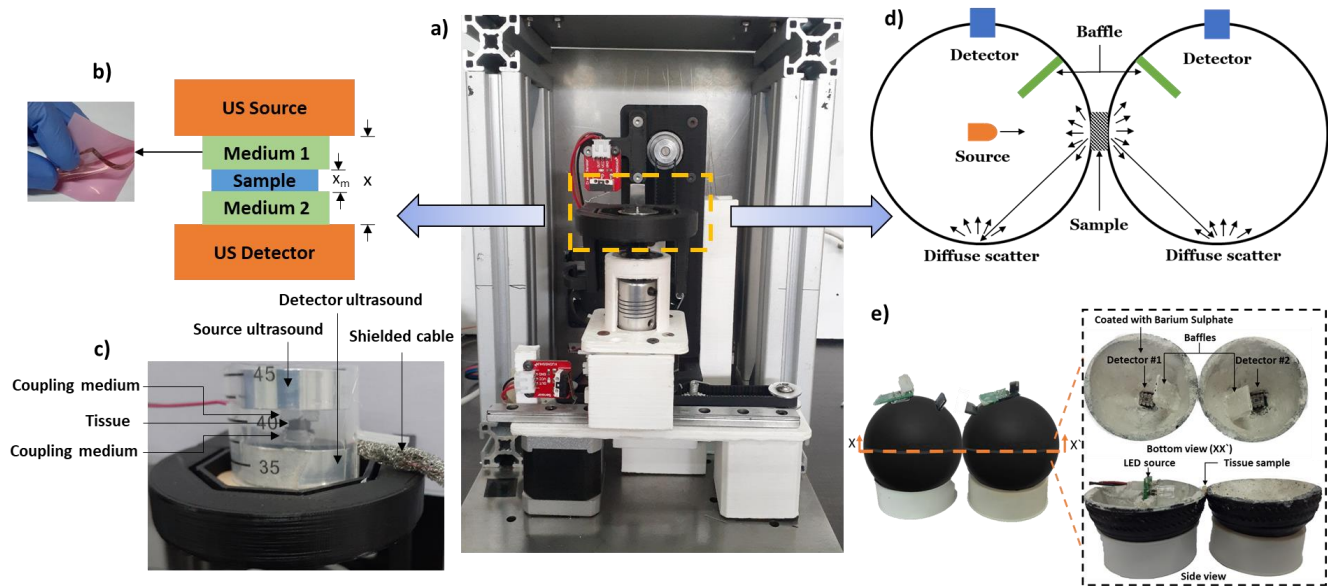 a)
b)
US Source
Medium 1
Sample
Medium 2
US Detector
x
m
x
c)
Detector ultrasound
Source ultrasound
Shielded cable
Coupling medium
Tissue
Coupling medium
45
40
35
d)
Detector
Baffle
Detector
Source
Sample
Diffuse scatter
Diffuse scatter
e)
X
X`
Coated with Barium Sulphate
Baffles
Detector #1
Detector #2
Bottom view (XX`)
LED source
Tissue sample
Side view